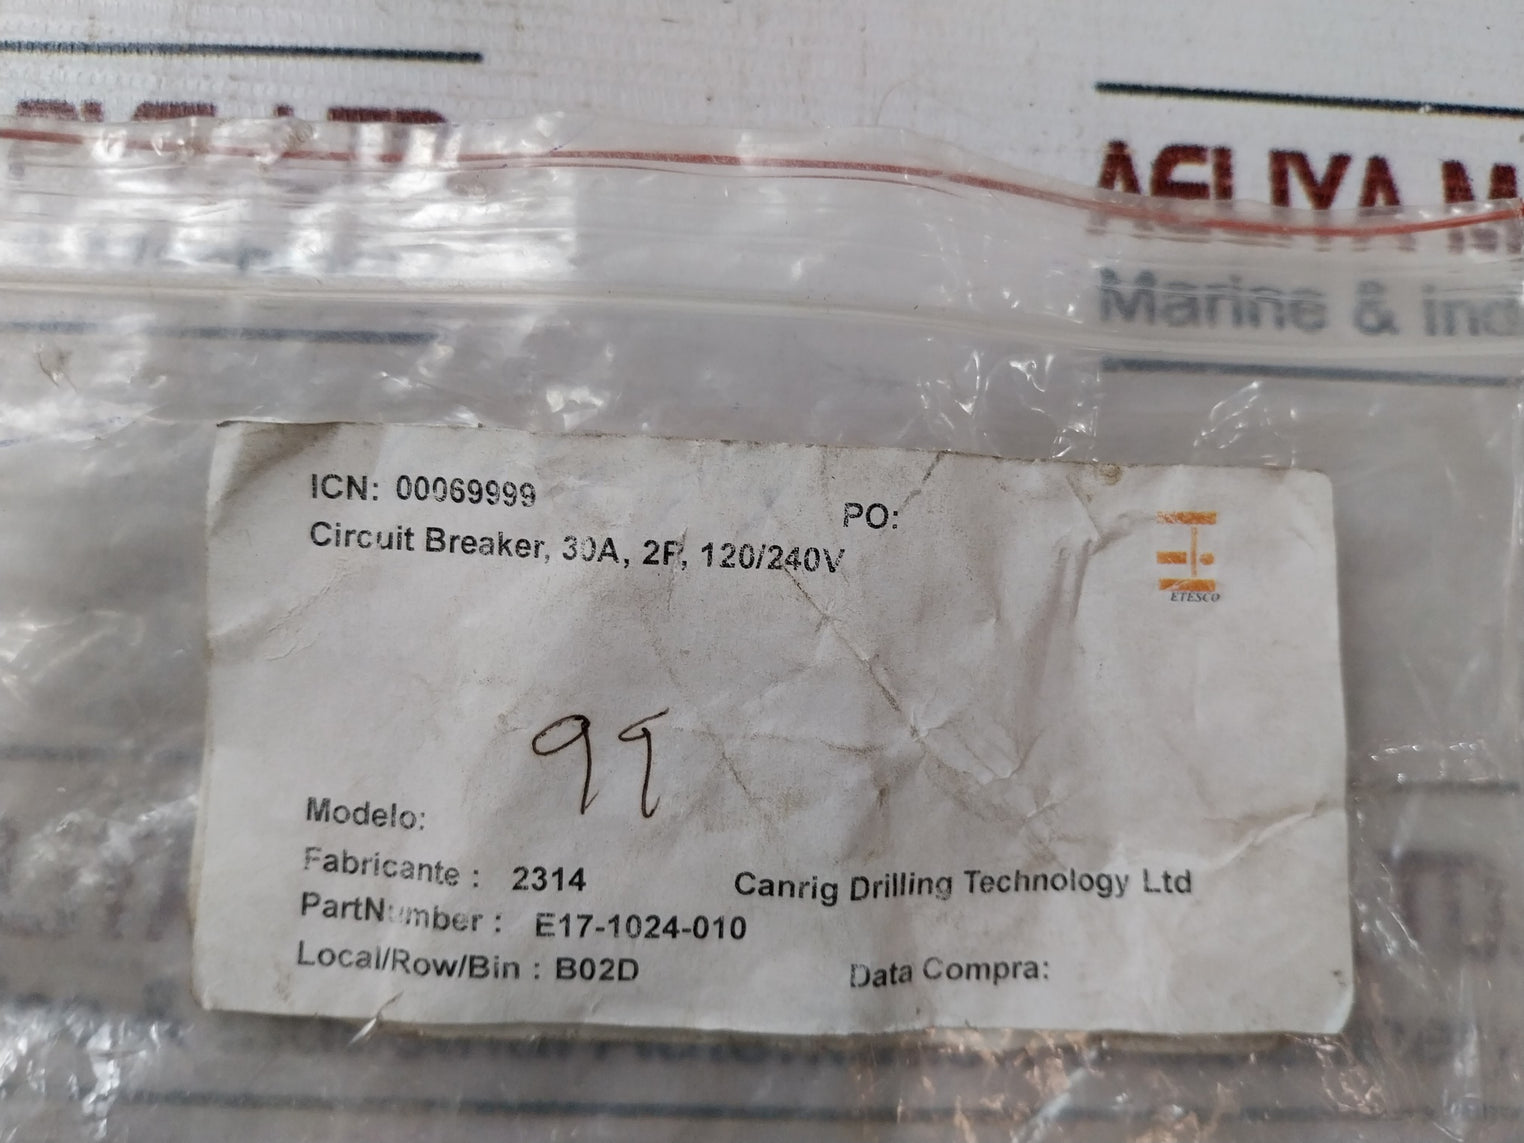 AELIYA M
Marine & ind
ICN: 00069999
PO:
Circuit Breaker, 30A, 2P, 120/240V
ETESCO
99
Modelo:
Fabricante : 2314 Canrig Drilling Technology Ltd
PartNumber : E17-1024-010
Local/Row/Bin : B02D
Data Compra: